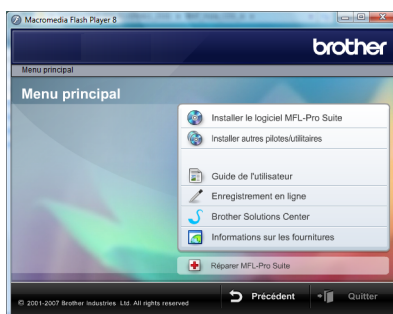 Macromedia Flash Player 8
brother
Menu principal
Menu principal
Installer le logiciel MFL-Pro Suite
Installer autres pilotes/utilitaires
Guide de l'utilisateur
Enregistrement en ligne
Brother Solutions Center
Informations sur les fournitures
Réparer MFL-Pro Suite
© 2001-2007 Brother Industries Ltd. All rights reserved
Précédent
Quitter